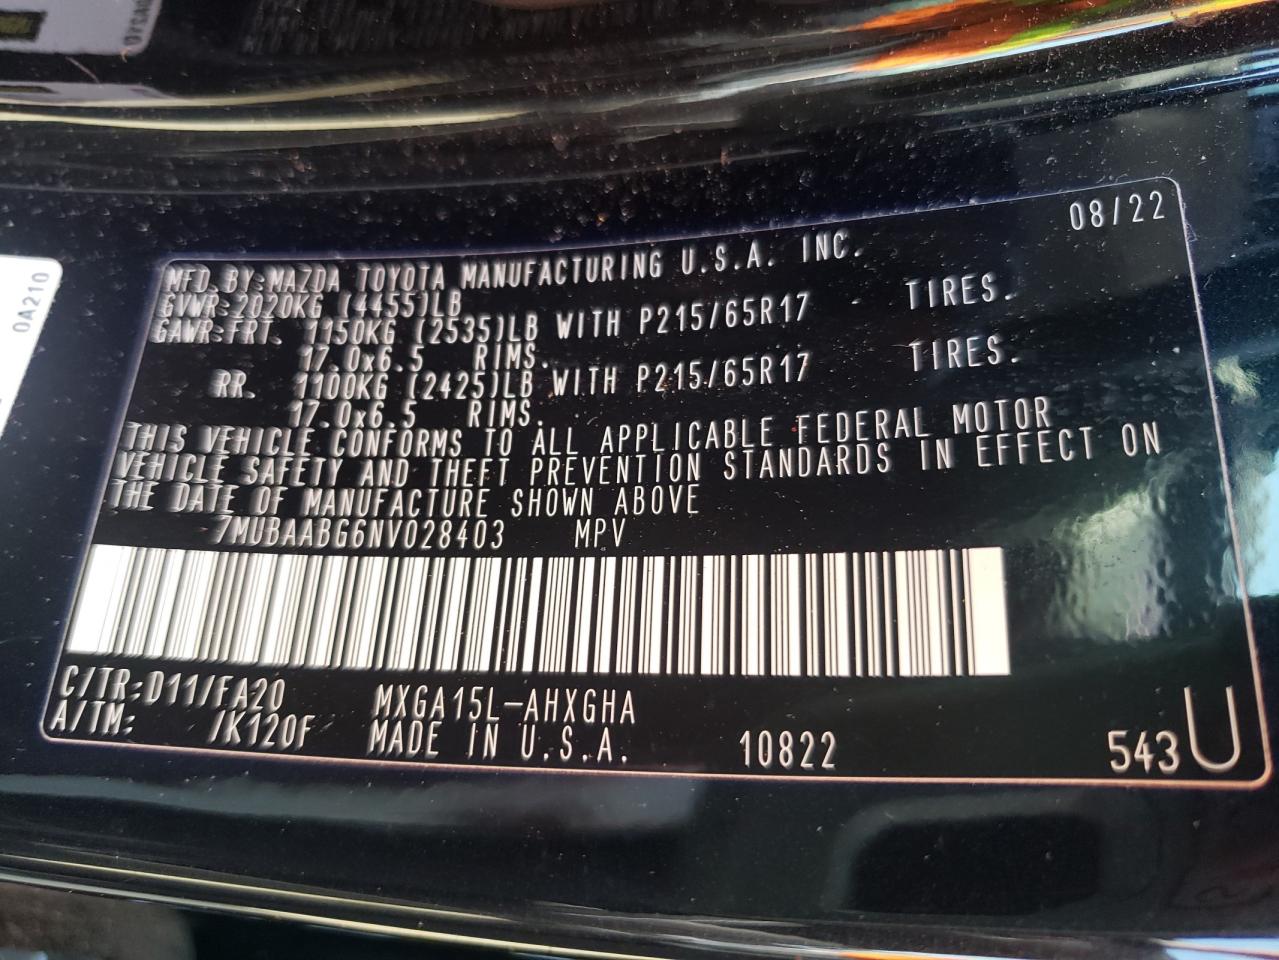 0A210
08/22
MFD.BY:MAZDA TOYOTA MANUFACTURING U.S.A. INC.
GVWR:2020KG (4455)LB
GAWR:FRT. 1150KG (2535)LB WITH P215/65R17 TIRES.
17.0x6.5 RIMS.
RR. 1100KG (2425)LB WITH P215/65R17 TIRES.
17.0x6.5 RIMS.
THIS VEHICLE CONFORMS TO ALL APPLICABLE FEDERAL MOTOR
VEHICLE SAFETY AND THEFT PREVENTION STANDARDS IN EFFECT ON
THE DATE OF MANUFACTURE SHOWN ABOVE
7MUBAABG6NV028403 MPV
C/TR:D11/FA20 MXGA15L-AHXGHA
A/TM: /K120F MADE IN U.S.A. 10822 543U